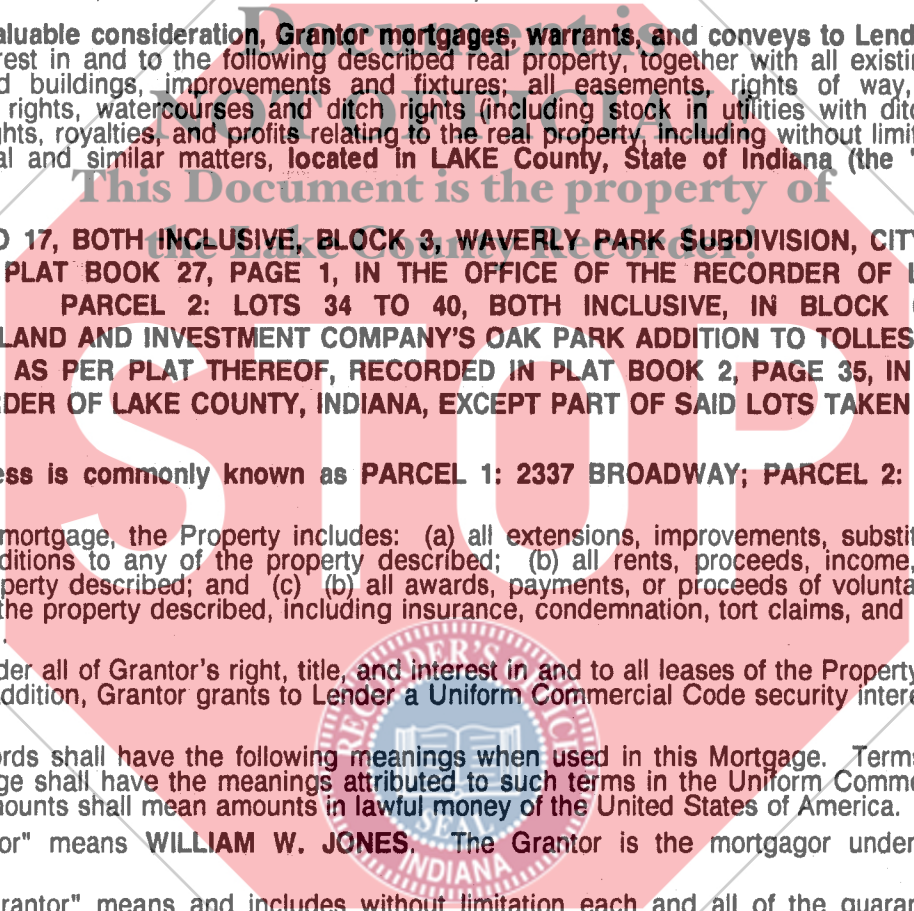 Document is
aluable consideration, Grantor mortgages, warrants, and conveys to Lend
rest in and to the following described real property, together with all existin
d buildings, improvements and fixtures; all easements, rights of way,
NOT OFFICIAL
rights, watercourses and ditch rights (including stock in utilities with ditc
hts, royalties, and profits relating to the real property, including without limit
al and similar matters, located in LAKE County, State of Indiana (the "
This Document is the property of
the Lake County Recorder!
O 17, BOTH INCLUSIVE, BLOCK 3, WAVERLY PARK SUBDIVISION, CITY
PLAT BOOK 27, PAGE 1, IN THE OFFICE OF THE RECORDER OF L
PARCEL 2: LOTS 34 TO 40, BOTH INCLUSIVE, IN BLOCK
LAND AND INVESTMENT COMPANY'S OAK PARK ADDITION TO TOLLES
AS PER PLAT THEREOF, RECORDED IN PLAT BOOK 2, PAGE 35, IN
RDER OF LAKE COUNTY, INDIANA, EXCEPT PART OF SAID LOTS TAKEN
STOP
ess is commonly known as PARCEL 1: 2337 BROADWAY; PARCEL 2:
mortgage, the Property includes: (a) all extensions, improvements, substit
ditions to any of the property described; (b) all rents, proceeds, income,
perty described; and (c) (b) all awards, payments, or proceeds of volunta
the property described, including insurance, condemnation, tort claims, and
.
der all of Grantor's right, title, and interest in and to all leases of the Property
addition, Grantor grants to Lender a Uniform Commercial Code security intere
RECORDER'S OFFICE
ords shall have the following meanings when used in this Mortgage. Terms
ge shall have the meanings attributed to such terms in the Uniform Comme
mounts shall mean amounts in lawful money of the United States of America.
SEAL
or" means WILLIAM W. JONES. The Grantor is the mortgagor under
INDIANA
rantor" means and includes without limitation each and all of the guaran